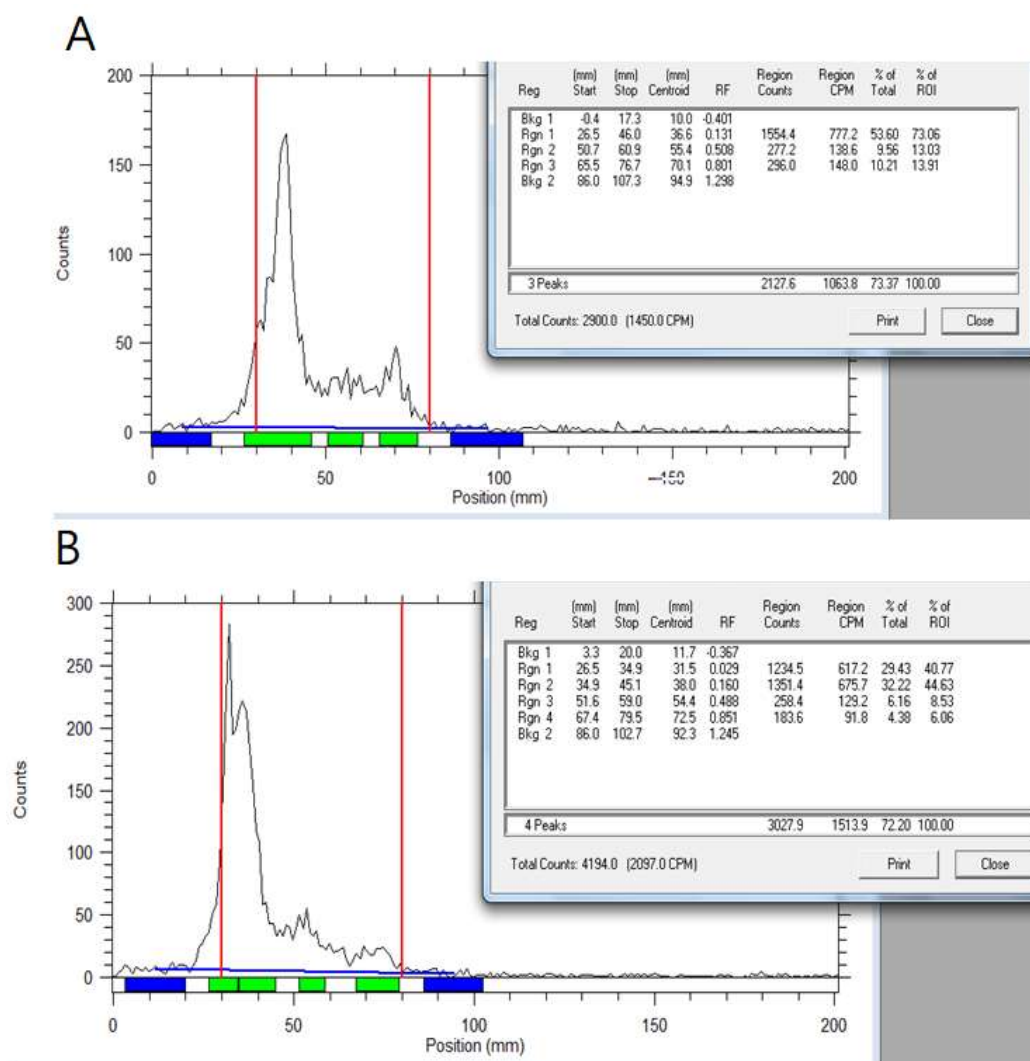 A
200
150
100
50
0
Counts
0 50 100 150 200
Position (mm)
(mm) (mm) (mm) Region Region % of % of
Reg Start Stop Centroid RF Counts CPM Total ROI
Bkg 1 -0.4 17.3 10.0 -0.401
Rgn 1 26.5 46.0 36.6 0.131 1554.4 777.2 53.60 73.06
Rgn 2 50.7 60.9 55.4 0.508 277.2 138.6 9.56 13.03
Rgn 3 65.5 76.7 70.1 0.801 296.0 148.0 10.21 13.91
Bkg 2 86.0 107.3 94.9 1.298
3 Peaks 2127.6 1063.8 73.37 100.00
Total Counts: 2900.0 (1450.0 CPM) Print Close
B
300
250
200
150
100
50
0
Counts
0 50 100 150 200
Position (mm)
(mm) (mm) (mm) Region Region % of % of
Reg Start Stop Centroid RF Counts CPM Total ROI
Bkg 1 3.3 20.0 11.7 -0.367
Rgn 1 26.5 34.9 31.5 0.029 1234.5 617.2 29.43 40.77
Rgn 2 34.9 45.1 38.0 0.160 1351.4 675.7 32.22 44.63
Rgn 3 51.6 59.0 54.4 0.488 258.4 129.2 6.16 8.53
Rgn 4 67.4 79.5 72.5 0.851 183.6 91.8 4.38 6.06
Bkg 2 86.0 102.7 92.3 1.245
4 Peaks 3027.9 1513.9 72.20 100.00
Total Counts: 4194.0 (2097.0 CPM) Print Close